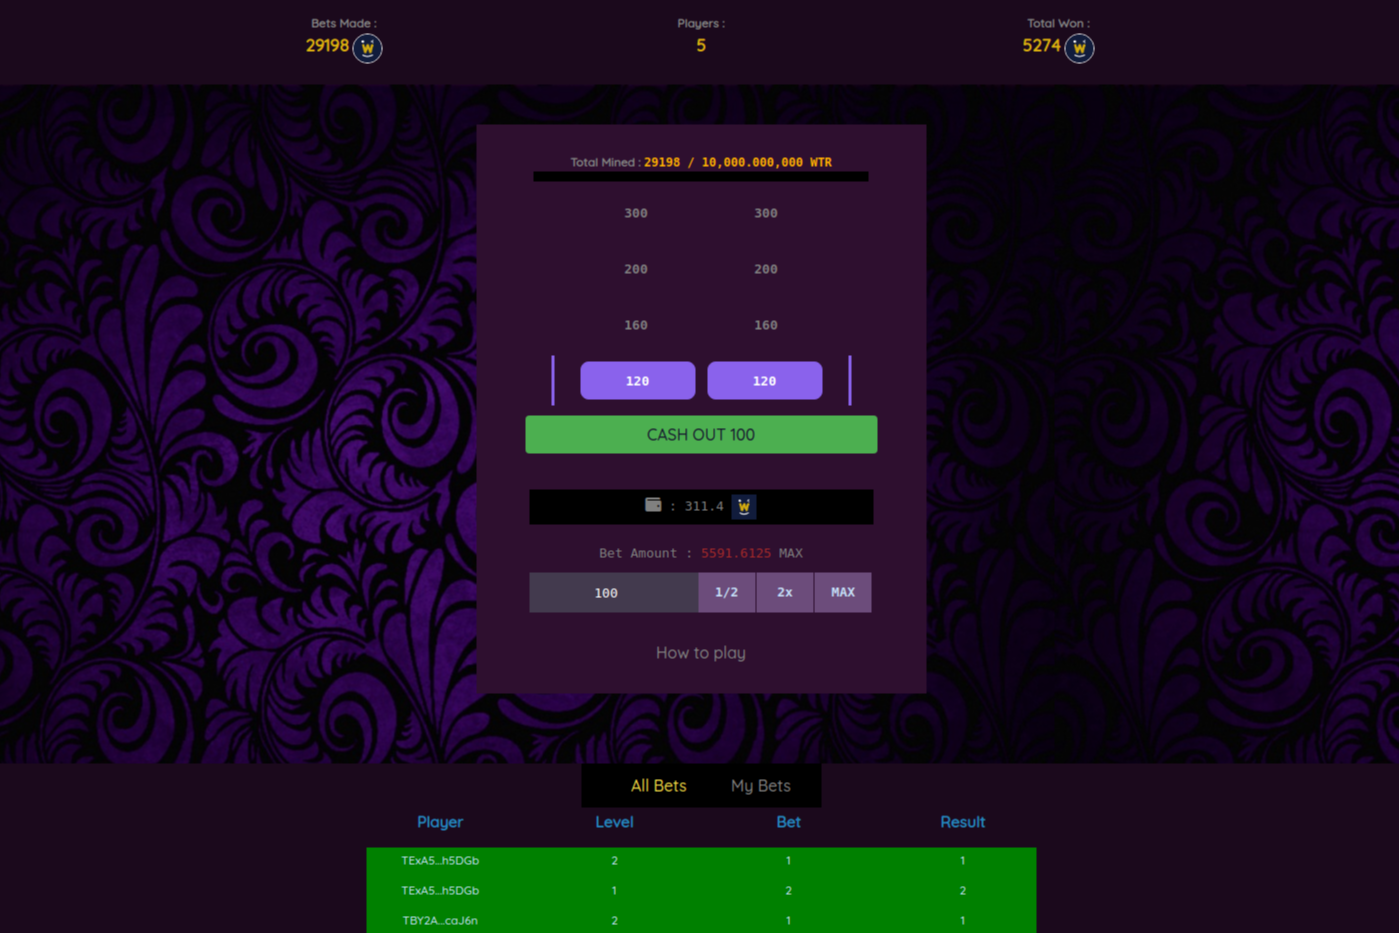 Bets Made :
29198
Players :
5
Total Won :
5274
Total Mined : 29198 / 10,000.000,000 WTR
300 300
200 200
160 160
120 120
CASH OUT 100
: 311.4
Bet Amount : 5591.6125 MAX
100 1/2 2x MAX
How to play
All Bets My Bets
Player Level Bet Result
TExA5...h5DGb 2 1 1
TExA5...h5DGb 1 2 2
TBY2A...caJ6n 2 1 1